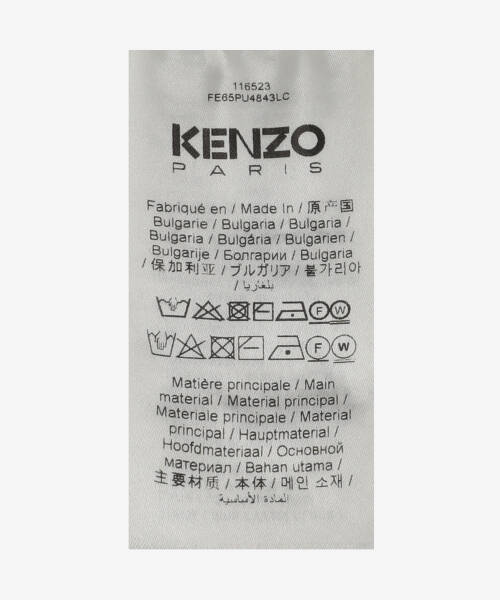 116523
FE65PU4843LC
KENZO
PARIS
Fabriqué en / Made In / 原产国
Bulgarie / Bulgaria / Bulgaria /
Bulgaria / Bulgária / Bulgarien /
Bulgarije / Болгарии / Bulgaria
/ 保加利亚 / ブルガリア / 불가리아
/ بلغاريا
F W
F W
Matière principale / Main
material / Material principal /
Materiale principale / Material
principal / Hauptmaterial /
Hoofdmateriaal / Основной
материал / Bahan utama /
主要材质 / 本体 / 메인 소재 /
المادة الأساسية